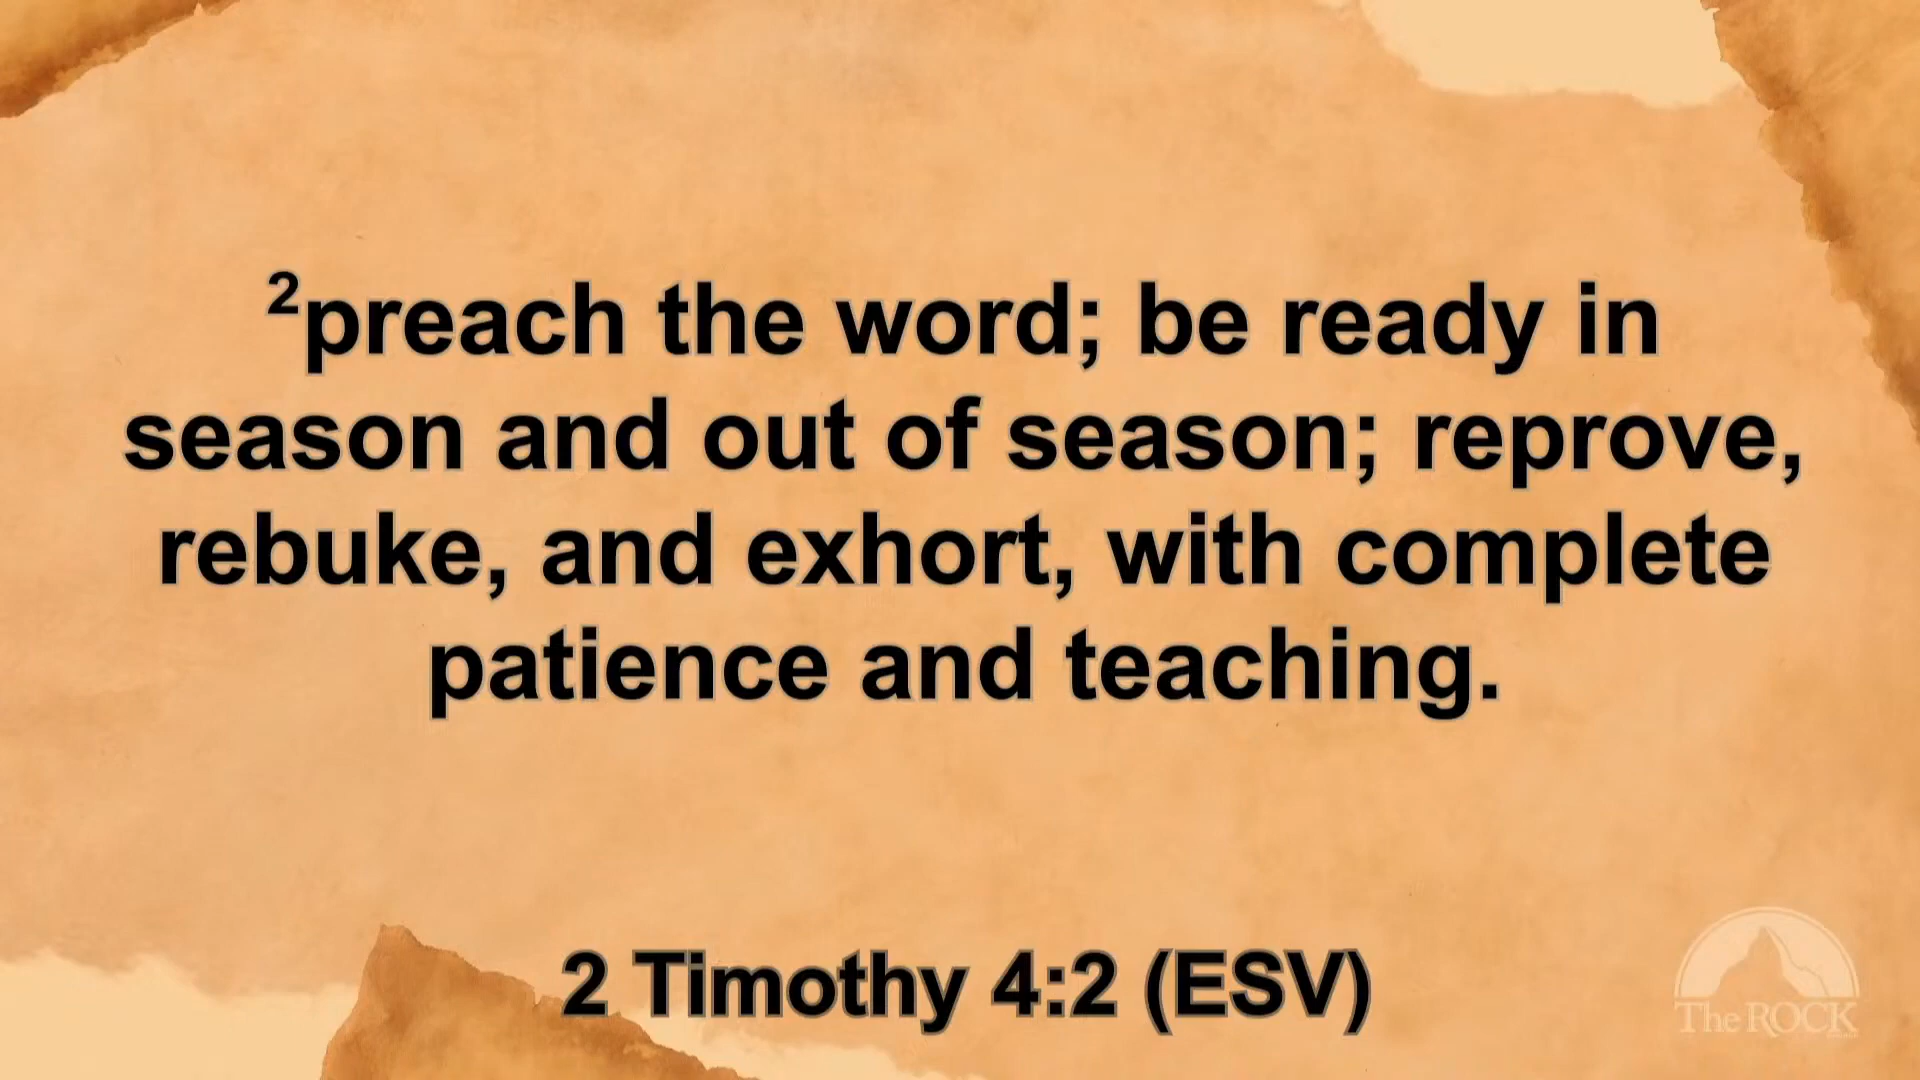 ²preach the word; be ready in
season and out of season; reprove,
rebuke, and exhort, with complete
patience and teaching.
2 Timothy 4:2 (ESV)
The ROCK